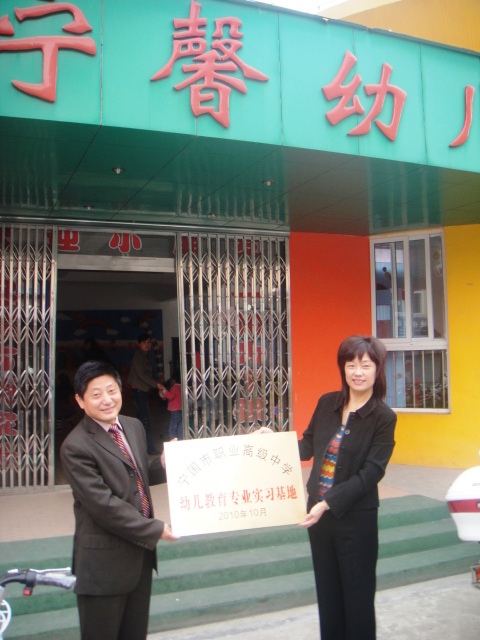 宁馨幼儿
宁国市职业高级中学
幼儿教育专业实习基地
2010年10月